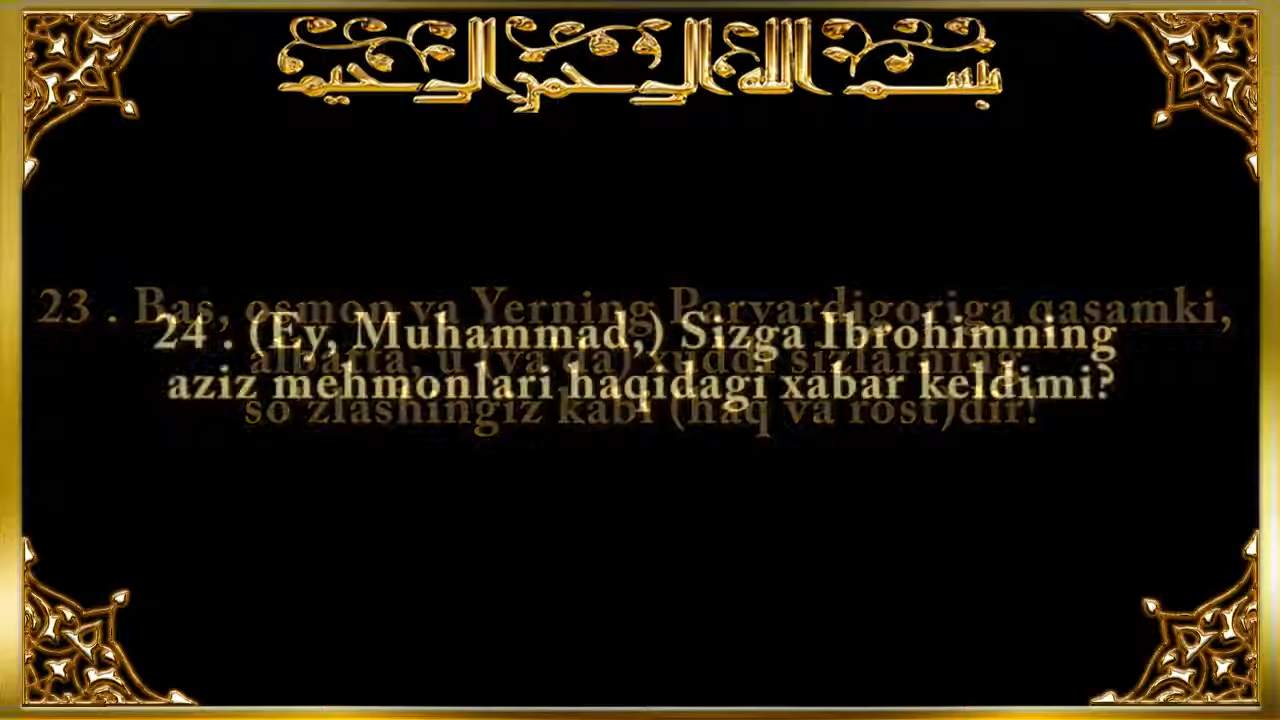 بسم الله الرحمن الرحيم
23 . Bas, osmon va Yerning Parvardigoriga qasamki,
albatta, u (va'da) xuddi sizlarning
so'zlashingiz kabi (haq va rost)dir!
24 . (Ey, Muhammad,) Sizga Ibrohimning
aziz mehmonlari haqidagi xabar keldimi?